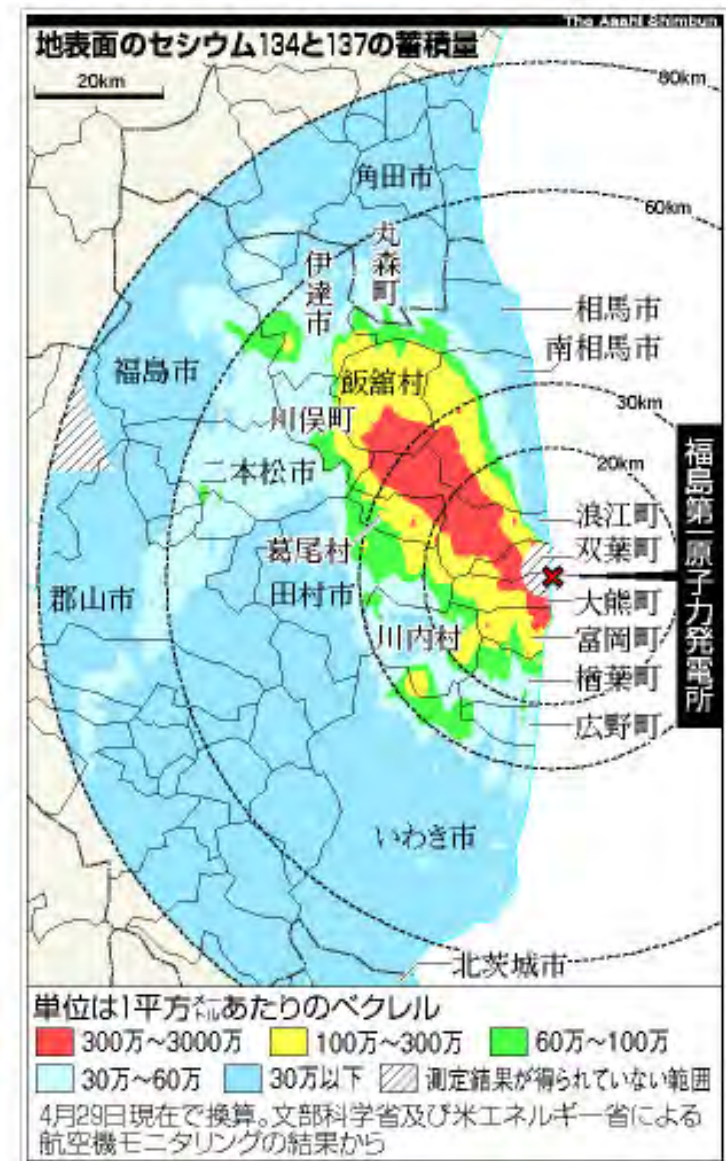 The Asahi Shimbun
地表面のセシウム134と137の蓄積量
20km
80km
角田市
60km
丸森町
伊達市
相馬市
南相馬市
福島市
飯舘村
30km
川俣町
20km
二本松市
浪江町
双葉町
葛尾村
福島第一原子力発電所
郡山市
田村市
大熊町
川内村
富岡町
楢葉町
広野町
いわき市
北茨城市
単位は1平方メートルあたりのベクレル
300万～3000万 100万～300万 60万～100万
30万～60万 30万以下 測定結果が得られていない範囲
4月29日現在で換算。文部科学省及び米エネルギー省による
航空機モニタリングの結果から